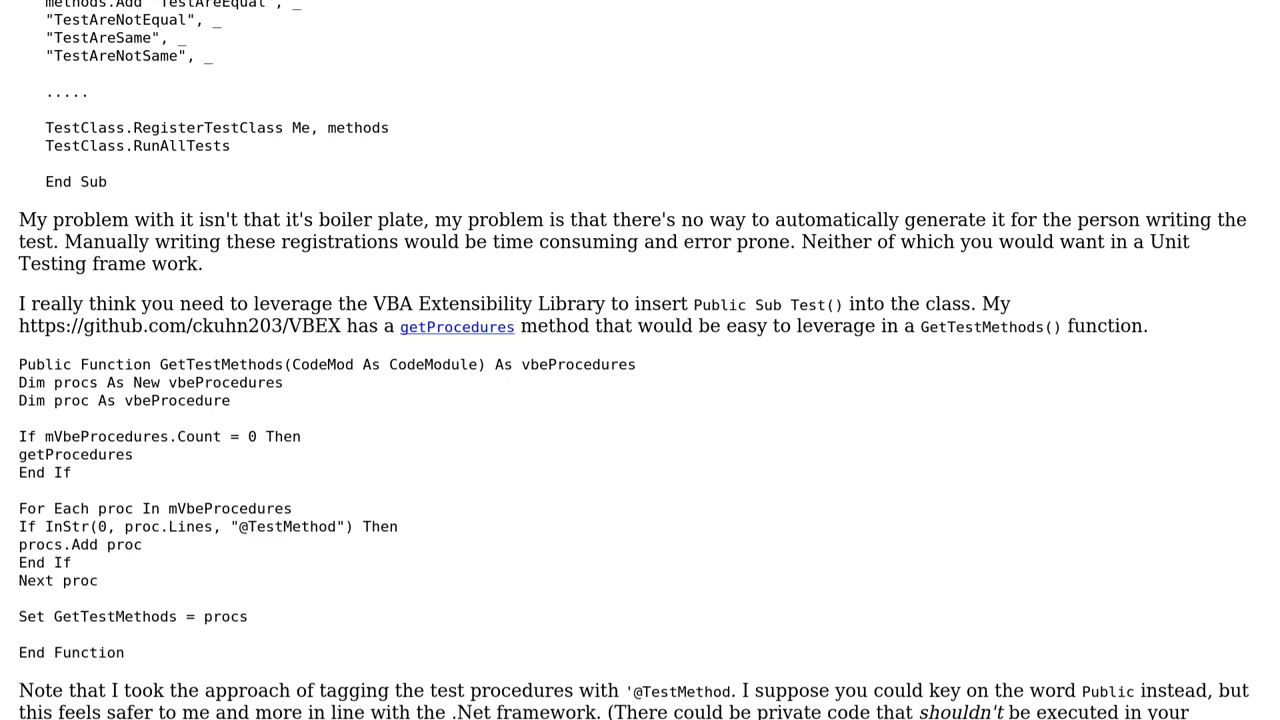 methods.Add "TestAreEqual", _
"TestAreNotEqual", _
"TestAreSame", _
"TestAreNotSame", _
.....
TestClass.RegisterTestClass Me, methods
TestClass.RunAllTests
End Sub
My problem with it isn't that it's boiler plate, my problem is that there's no way to automatically generate it for the person writing the
test. Manually writing these registrations would be time consuming and error prone. Neither of which you would want in a Unit
Testing frame work.
I really think you need to leverage the VBA Extensibility Library to insert Public Sub Test() into the class. My
https://github.com/ckuhn203/VBEX has a getProcedures method that would be easy to leverage in a GetTestMethods() function.
Public Function GetTestMethods(CodeMod As CodeModule) As vbeProcedures
Dim procs As New vbeProcedures
Dim proc As vbeProcedure
If mVbeProcedures.Count = 0 Then
getProcedures
End If
For Each proc In mVbeProcedures
If InStr(0, proc.Lines, "@TestMethod") Then
procs.Add proc
End If
Next proc
Set GetTestMethods = procs
End Function
Note that I took the approach of tagging the test procedures with '@TestMethod. I suppose you could key on the word Public instead, but
this feels safer to me and more in line with the .Net framework. (There could be private code that shouldn't be executed in your